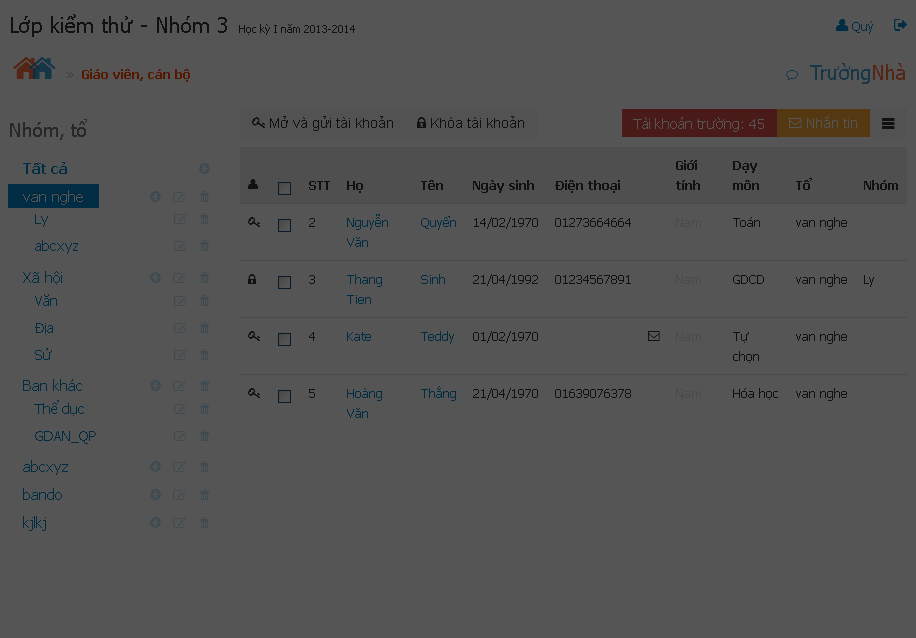 Lớp kiểm thử - Nhóm 3 Học kỳ I năm 2013-2014
Quý
» Giáo viên, cán bộ
TrườngNhà
Nhóm, tổ
Tất cả
van nghe
Ly
abcxyz
Xã hội
Văn
Địa
Sử
Ban khác
Thể dục
GDAN_QP
abcxyz
bando
kjlkj
Mở và gửi tài khoản Khóa tài khoản
Tài khoản trường: 45 Nhắn tin
STT Họ Tên Ngày sinh Điện thoại Giới tính Dạy môn Tổ Nhóm
2 Nguyễn Văn Quyển 14/02/1970 01273664664 Nam Toán van nghe
3 Thang Tien Sinh 21/04/1992 01234567891 Nam GDCD van nghe Ly
4 Kate Teddy 01/02/1970 Nam Tự chọn van nghe
5 Hoàng Văn Thắng 21/04/1970 01639076378 Nam Hóa học van nghe